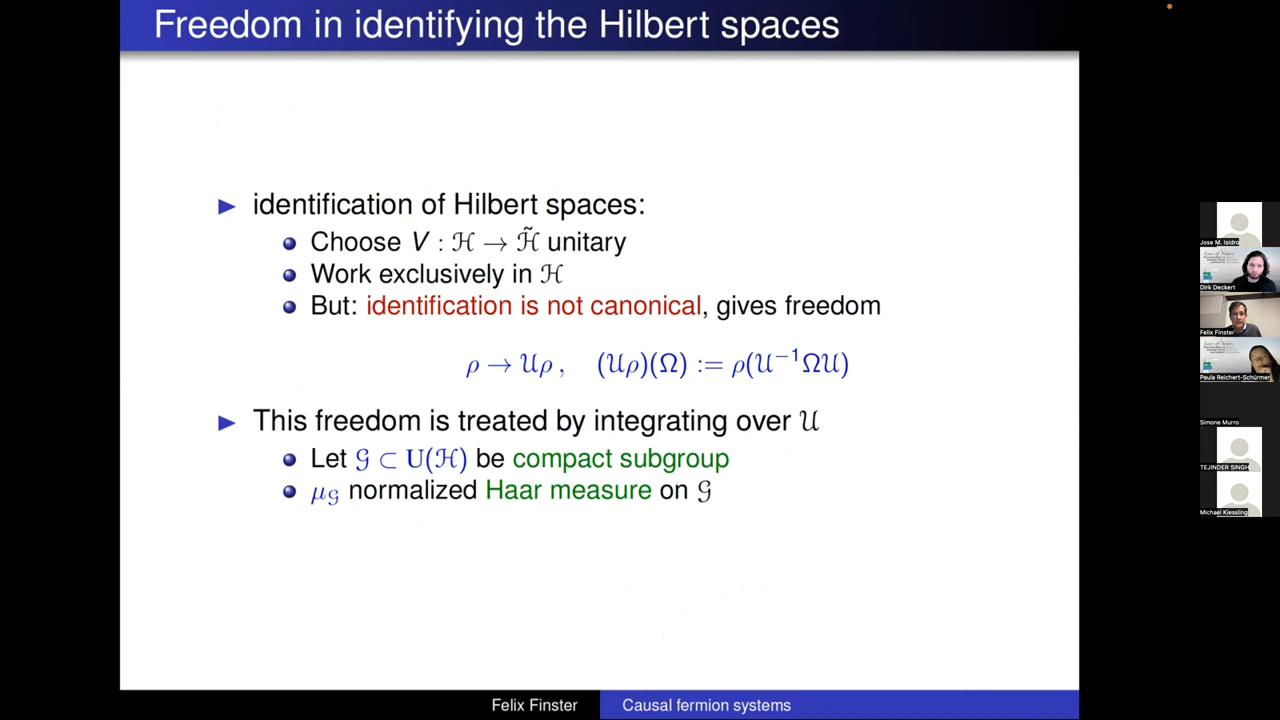 Freedom in identifying the Hilbert spaces
▶ identification of Hilbert spaces:
Choose V : ℋ → ℋ̃ unitary
Work exclusively in ℋ
But: identification is not canonical, gives freedom
ρ → 𝒰ρ , (𝒰ρ)(Ω) := ρ(𝒰⁻¹Ω𝒰)
▶ This freedom is treated by integrating over 𝒰
Let 𝒢 ⊂ U(ℋ) be compact subgroup
μ𝒢 normalized Haar measure on 𝒢
Felix Finster Causal fermion systems
Jose M. Isidro
Dirk Deckert
Felix Finster
Paula Reichert-Schürmer
Simone Murro
TEJINDER SINGH
Michael Kiessling